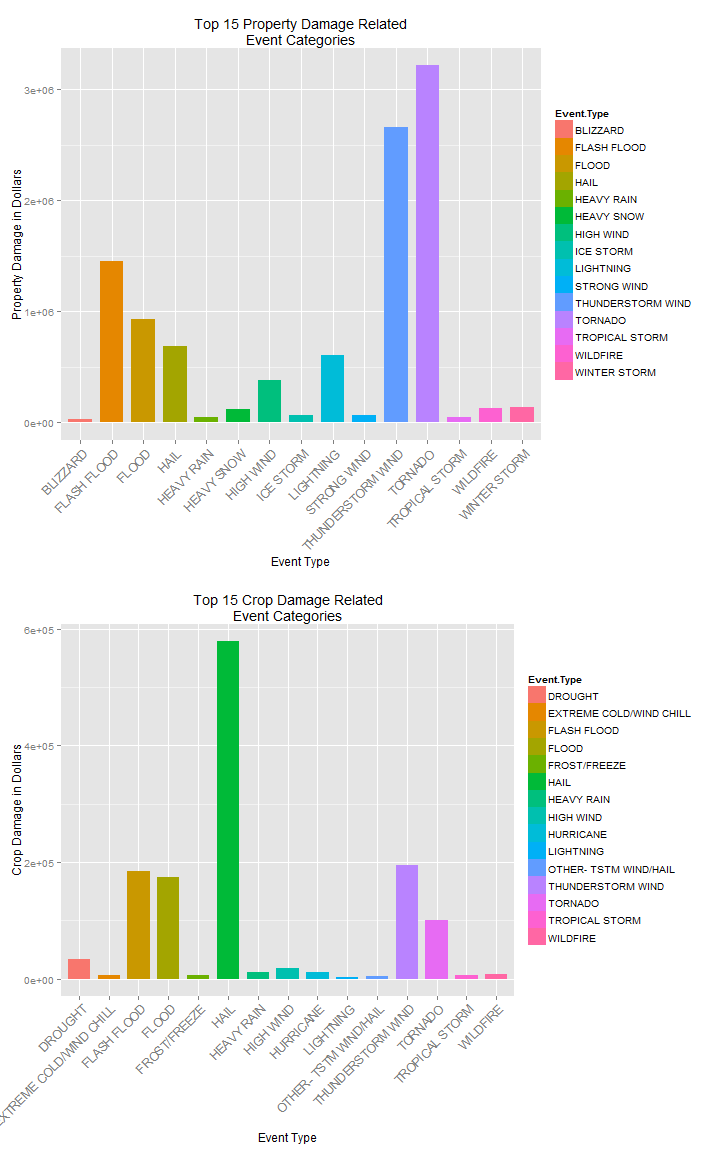 Top 15 Property Damage Related
Event Categories
Property Damage in Dollars
3e+06
2e+06
1e+06
0e+00
BLIZZARD
FLASH FLOOD
FLOOD
HAIL
HEAVY RAIN
HEAVY SNOW
HIGH WIND
ICE STORM
LIGHTNING
STRONG WIND
THUNDERSTORM WIND
TORNADO
TROPICAL STORM
WILDFIRE
WINTER STORM
Event Type
Event.Type
BLIZZARD
FLASH FLOOD
FLOOD
HAIL
HEAVY RAIN
HEAVY SNOW
HIGH WIND
ICE STORM
LIGHTNING
STRONG WIND
THUNDERSTORM WIND
TORNADO
TROPICAL STORM
WILDFIRE
WINTER STORM
Top 15 Crop Damage Related
Event Categories
Crop Damage in Dollars
6e+05
4e+05
2e+05
0e+00
DROUGHT
EXTREME COLD/WIND CHILL
FLASH FLOOD
FLOOD
FROST/FREEZE
HAIL
HEAVY RAIN
HIGH WIND
HURRICANE
LIGHTNING
OTHER- TSTM WIND/HAIL
THUNDERSTORM WIND
TORNADO
TROPICAL STORM
WILDFIRE
Event Type
Event.Type
DROUGHT
EXTREME COLD/WIND CHILL
FLASH FLOOD
FLOOD
FROST/FREEZE
HAIL
HEAVY RAIN
HIGH WIND
HURRICANE
LIGHTNING
OTHER- TSTM WIND/HAIL
THUNDERSTORM WIND
TORNADO
TROPICAL STORM
WILDFIRE